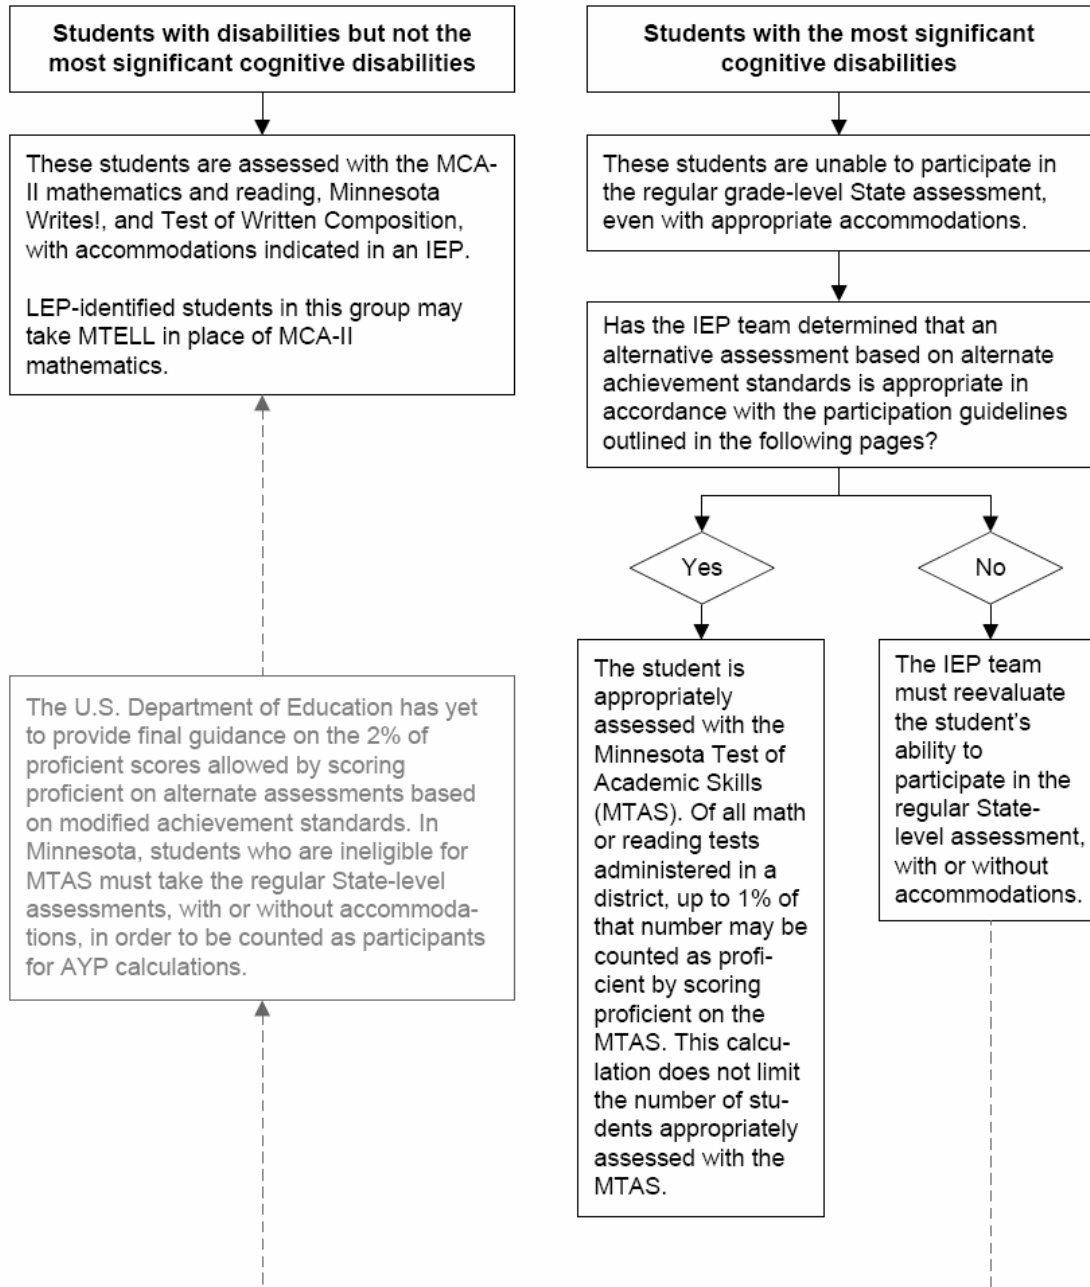 Students with disabilities but not the
most significant cognitive disabilities
These students are assessed with the MCA-
II mathematics and reading, Minnesota
Writes!, and Test of Written Composition,
with accommodations indicated in an IEP.
LEP-identified students in this group may
take MTELL in place of MCA-II
mathematics.
The U.S. Department of Education has yet
to provide final guidance on the 2% of
proficient scores allowed by scoring
proficient on alternate assessments based
on modified achievement standards. In
Minnesota, students who are ineligible for
MTAS must take the regular State-level
assessments, with or without accommoda-
tions, in order to be counted as participants
for AYP calculations.
Students with the most significant
cognitive disabilities
These students are unable to participate in
the regular grade-level State assessment,
even with appropriate accommodations.
Has the IEP team determined that an
alternative assessment based on alternate
achievement standards is appropriate in
accordance with the participation guidelines
outlined in the following pages?
Yes
The student is
appropriately
assessed with the
Minnesota Test of
Academic Skills
(MTAS). Of all math
or reading tests
administered in a
district, up to 1% of
that number may be
counted as profi-
cient by scoring
proficient on the
MTAS. This calcu-
lation does not limit
the number of stu-
dents appropriately
assessed with the
MTAS.
No
The IEP team
must reevaluate
the student's
ability to
participate in the
regular State-
level assessment,
with or without
accommodations.